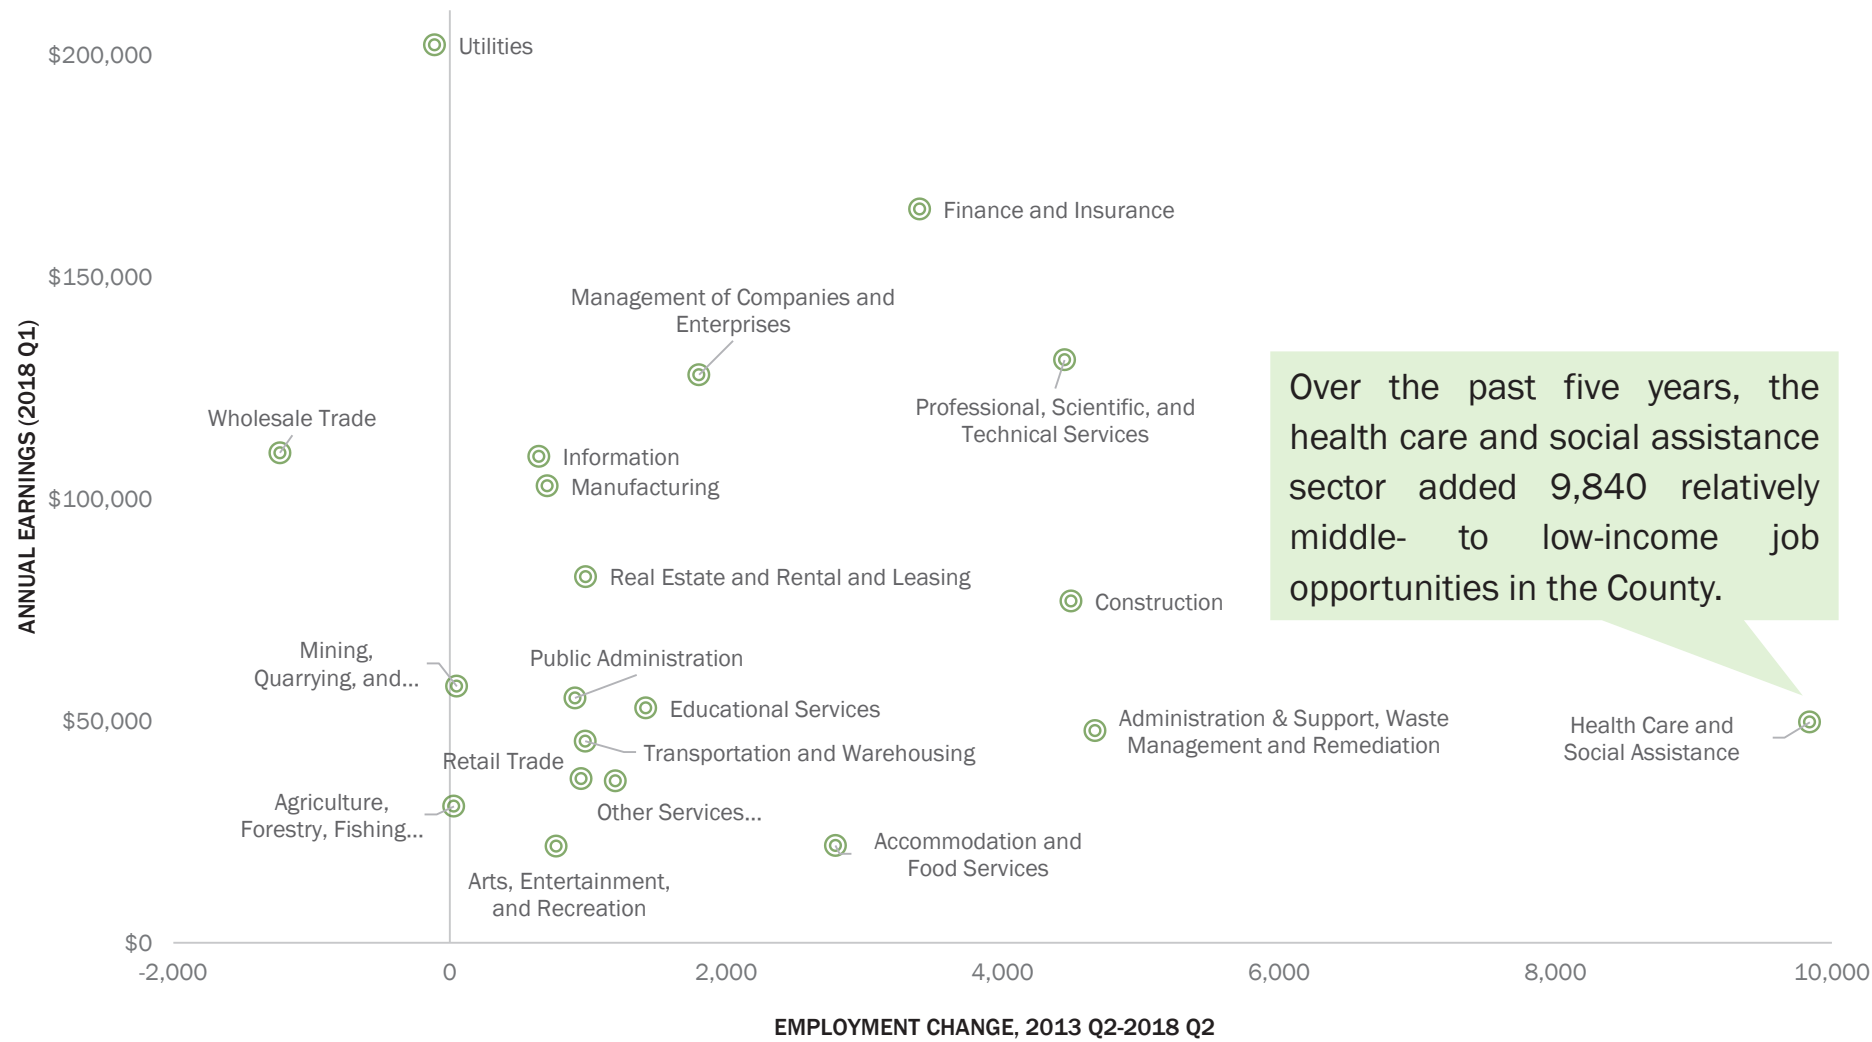 $200,000
Utilities
Finance and Insurance
$150,000
Management of Companies and
Enterprises
Over the past five years, the
health care and social assistance
sector added 9,840 relatively
middle- to low-income job
opportunities in the County.
Professional, Scientific, and
Technical Services
Wholesale Trade
Information
Manufacturing
$100,000
ANNUAL EARNINGS (2018 Q1)
Real Estate and Rental and Leasing
Construction
Mining,
Quarrying, and...
Public Administration
Educational Services
$50,000
Administration & Support, Waste
Management and Remediation
Health Care and
Social Assistance
Transportation and Warehousing
Retail Trade
Agriculture,
Forestry, Fishing...
Other Services...
Accommodation and
Food Services
Arts, Entertainment,
and Recreation
$0
-2,000 0 2,000 4,000 6,000 8,000 10,000
EMPLOYMENT CHANGE, 2013 Q2-2018 Q2